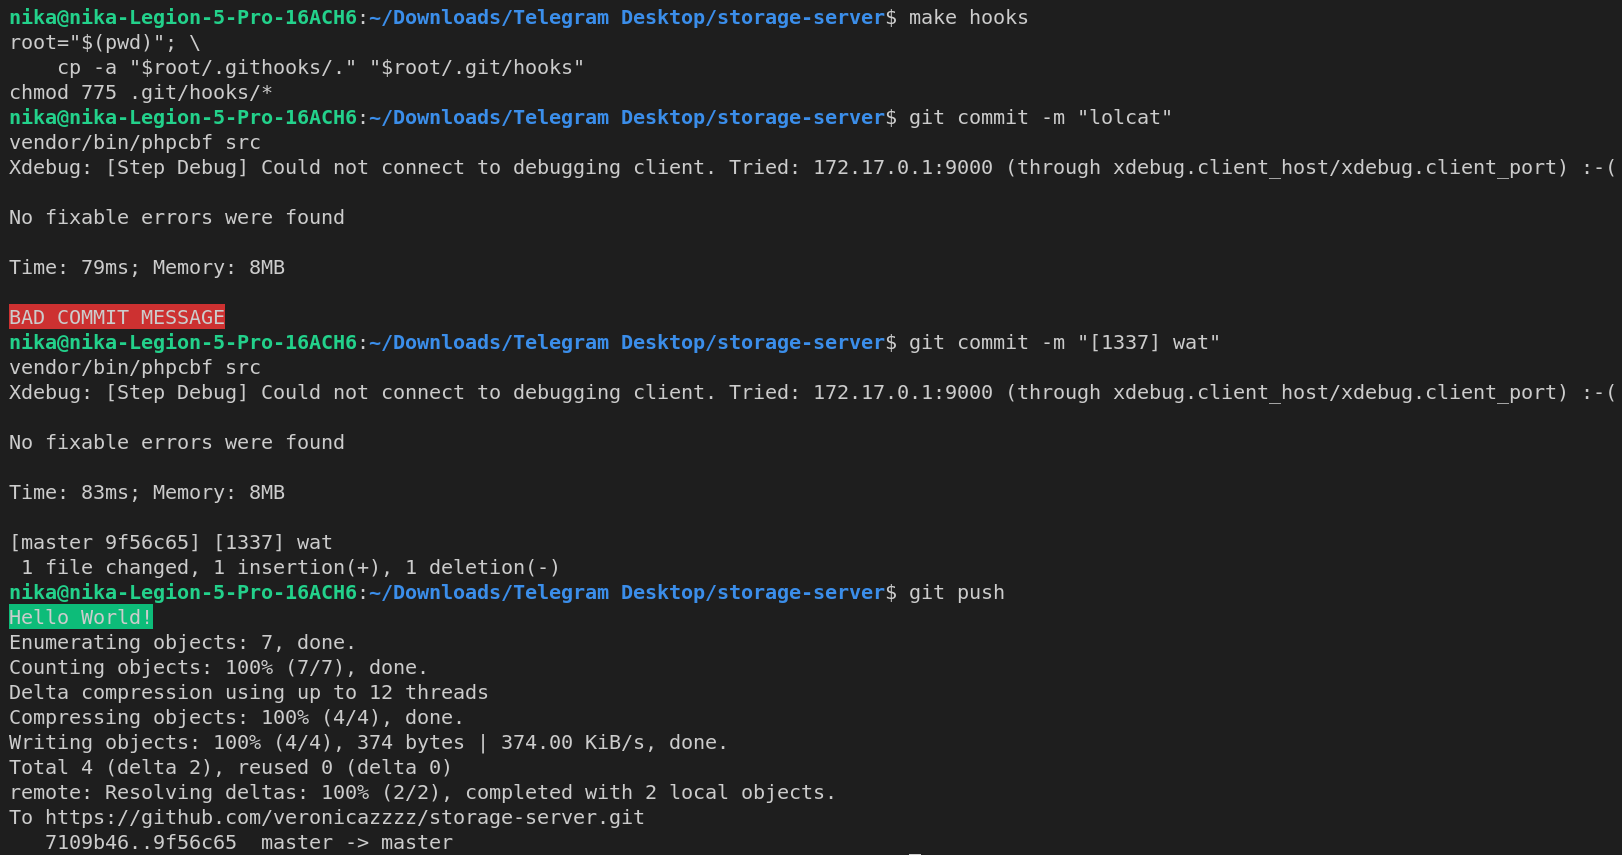 nika@nika-Legion-5-Pro-16ACH6:~/Downloads/Telegram Desktop/storage-server$ make hooks
root="$(pwd)"; \
    cp -a "$root/.githooks/." "$root/.git/hooks"
chmod 775 .git/hooks/*
nika@nika-Legion-5-Pro-16ACH6:~/Downloads/Telegram Desktop/storage-server$ git commit -m "lolcat"
vendor/bin/phpcbf src
Xdebug: [Step Debug] Could not connect to debugging client. Tried: 172.17.0.1:9000 (through xdebug.client_host/xdebug.client_port) :-(
No fixable errors were found
Time: 79ms; Memory: 8MB
BAD COMMIT MESSAGE
nika@nika-Legion-5-Pro-16ACH6:~/Downloads/Telegram Desktop/storage-server$ git commit -m "[1337] wat"
vendor/bin/phpcbf src
Xdebug: [Step Debug] Could not connect to debugging client. Tried: 172.17.0.1:9000 (through xdebug.client_host/xdebug.client_port) :-(
No fixable errors were found
Time: 83ms; Memory: 8MB
[master 9f56c65] [1337] wat
 1 file changed, 1 insertion(+), 1 deletion(-)
nika@nika-Legion-5-Pro-16ACH6:~/Downloads/Telegram Desktop/storage-server$ git push
Hello World!
Enumerating objects: 7, done.
Counting objects: 100% (7/7), done.
Delta compression using up to 12 threads
Compressing objects: 100% (4/4), done.
Writing objects: 100% (4/4), 374 bytes | 374.00 KiB/s, done.
Total 4 (delta 2), reused 0 (delta 0)
remote: Resolving deltas: 100% (2/2), completed with 2 local objects.
To https://github.com/veronicazzzz/storage-server.git
   7109b46..9f56c65  master -> master